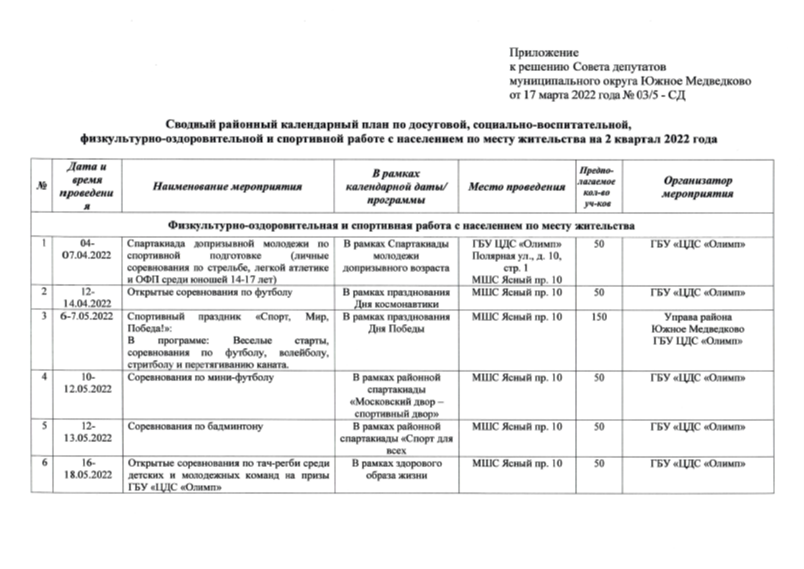 Приложение
к решению Совета депутатов
муниципального округа Южное Медведково
от 17 марта 2022 года № 03/5 - СД
Сводный районный календарный план по досуговой, социально-воспитательной,
физкультурно-оздоровительной и спортивной работе с населением по месту жительства на 2 квартал 2022 года
№
Дата и
время
проведени
я
Наименование мероприятия
В рамках
календарной даты/
программы
Место проведения
Предпо-
лагаемое
кол-во
уч-ков
Организатор
мероприятия
Физкультурно-оздоровительная и спортивная работа с населением по месту жительства
1
04-
07.04.2022
Спартакиада допризывной молодежи по
спортивной подготовке (личные
соревнования по стрельбе, легкой атлетике
и ОФП среди юношей 14-17 лет)
В рамках Спартакиады
молодежи
допризывного возраста
ГБУ ЦДС «Олимп»
Полярная ул., д. 10,
стр. 1
МШС Ясный пр. 10
50
ГБУ «ЦДС «Олимп»
2
12-
14.04.2022
Открытые соревнования по футболу
В рамках празднования
Дня космонавтики
МШС Ясный пр. 10
50
ГБУ «ЦДС «Олимп»
3
6-7.05.2022
Спортивный праздник «Спорт, Мир,
Победа!»:
В программе: Веселые старты,
соревнования по футболу, волейболу,
стритболу и перетягиванию каната.
В рамках празднования
Дня Победы
МШС Ясный пр. 10
150
Управа района
Южное Медведково
ГБУ ЦДС «Олимп»
4
10-
12.05.2022
Соревнования по мини-футболу
В рамках районной
спартакиады
«Московский двор –
спортивный двор»
МШС Ясный пр. 10
50
ГБУ «ЦДС «Олимп»
5
12-
13.05.2022
Соревнования по бадминтону
В рамках районной
спартакиады «Спорт для
всех
МШС Ясный пр. 10
50
ГБУ «ЦДС «Олимп»
6
16-
18.05.2022
Открытые соревнования по тач-регби среди
детских и молодежных команд на призы
ГБУ «ЦДС «Олимп»
В рамках здорового
образа жизни
МШС Ясный пр. 10
50
ГБУ «ЦДС «Олимп»